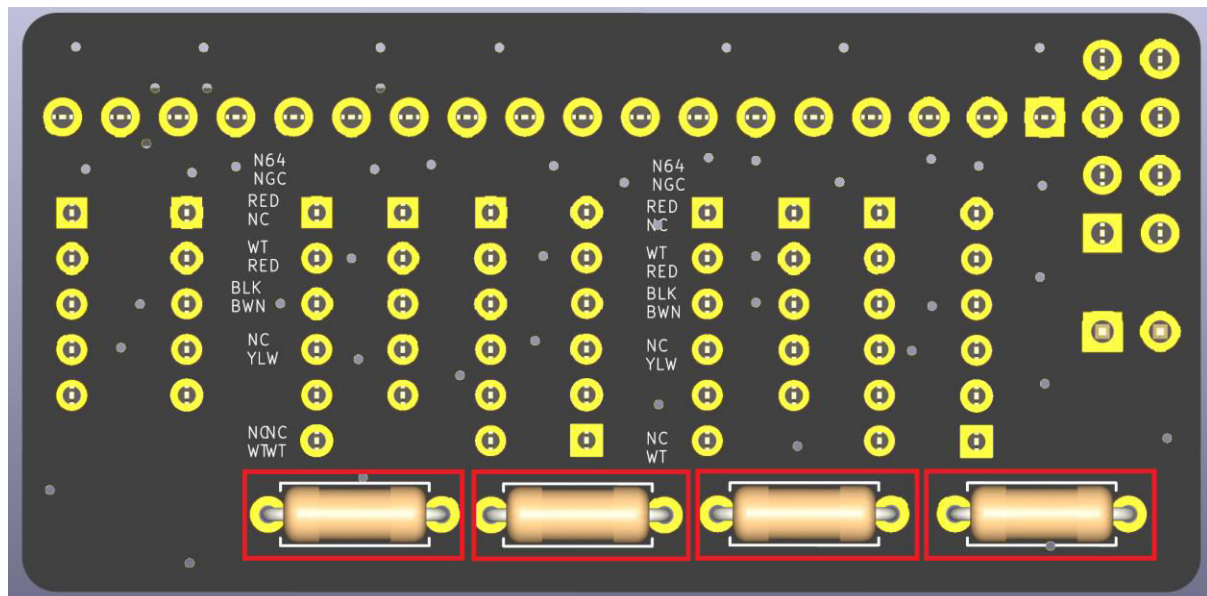 N64
NGC
RED
NC
WT
RED
BLK
BWN
NC
YLW
NCNC
WTWT
N64
NGC
RED
NC
WT
RED
BLK
BWN
NC
YLW
NC
WT